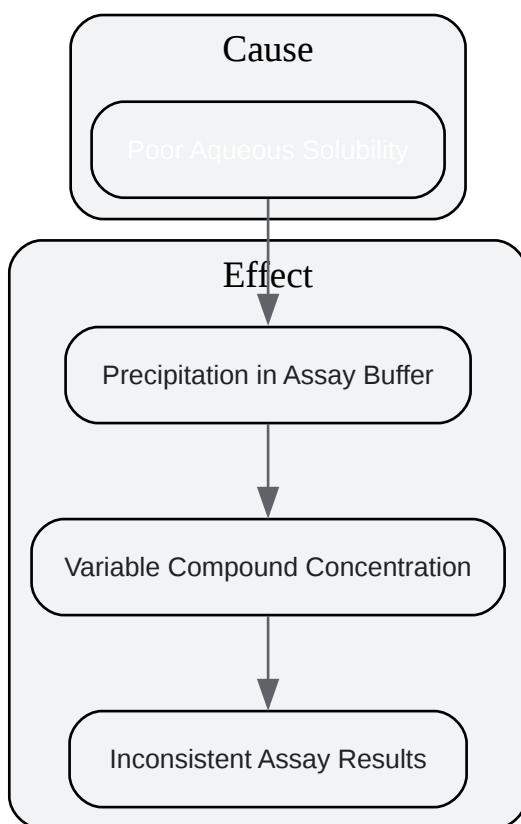 Cause
Poor Aqueous Solubility
Effect
Precipitation in Assay Buffer
Variable Compound Concentration
Inconsistent Assay Results